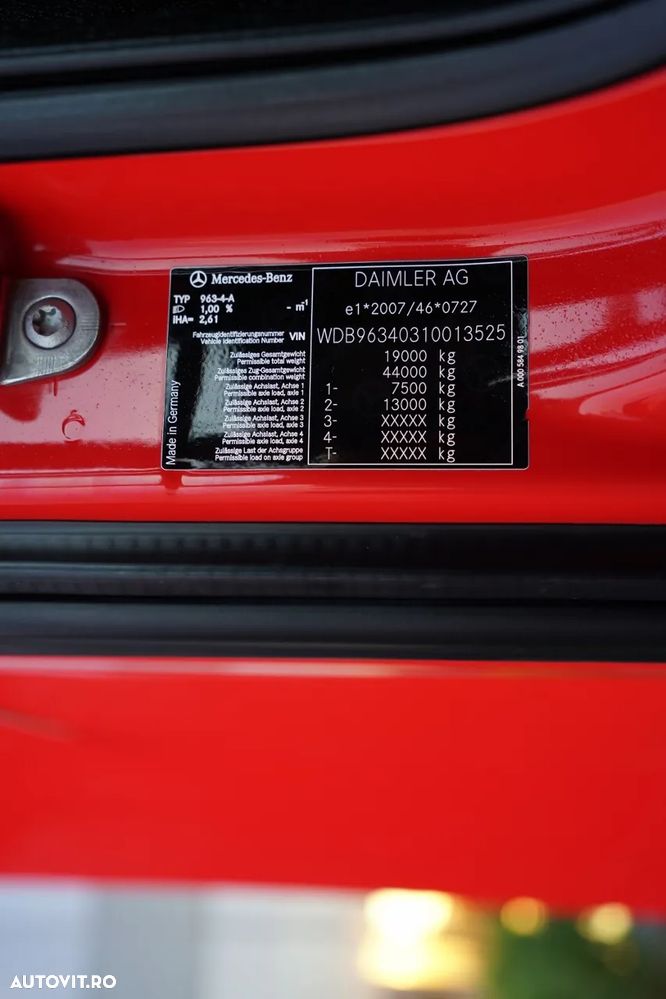 Mercedes-Benz
DAIMLER AG
TYP 963-4-A
1,00 % - m⁻¹
iHA= 2,61
e1*2007/46*0727
Fahrzeugidentifizierungsnummer
Vehicle Identification Number VIN
WDB96340310013525
Zulässiges Gesamtgewicht
Permissible total weight
19000 kg
Zulässiges Zug-Gesamtgewicht
Permissible combination weight
44000 kg
Zulässige Achslast, Achse 1
Permissible axle load, axle 1
1- 7500 kg
Zulässige Achslast, Achse 2
Permissible axle load, axle 2
2- 13000 kg
Zulässige Achslast, Achse 3
Permissible axle load, axle 3
3- XXXXX kg
Zulässige Achslast, Achse 4
Permissible axle load, axle 4
4- XXXXX kg
Zulässige Last der Achsgruppe
Permissible load on axle group
T- XXXXX kg
Made in Germany
A 000 584 98 01
AUTOVIT.RO